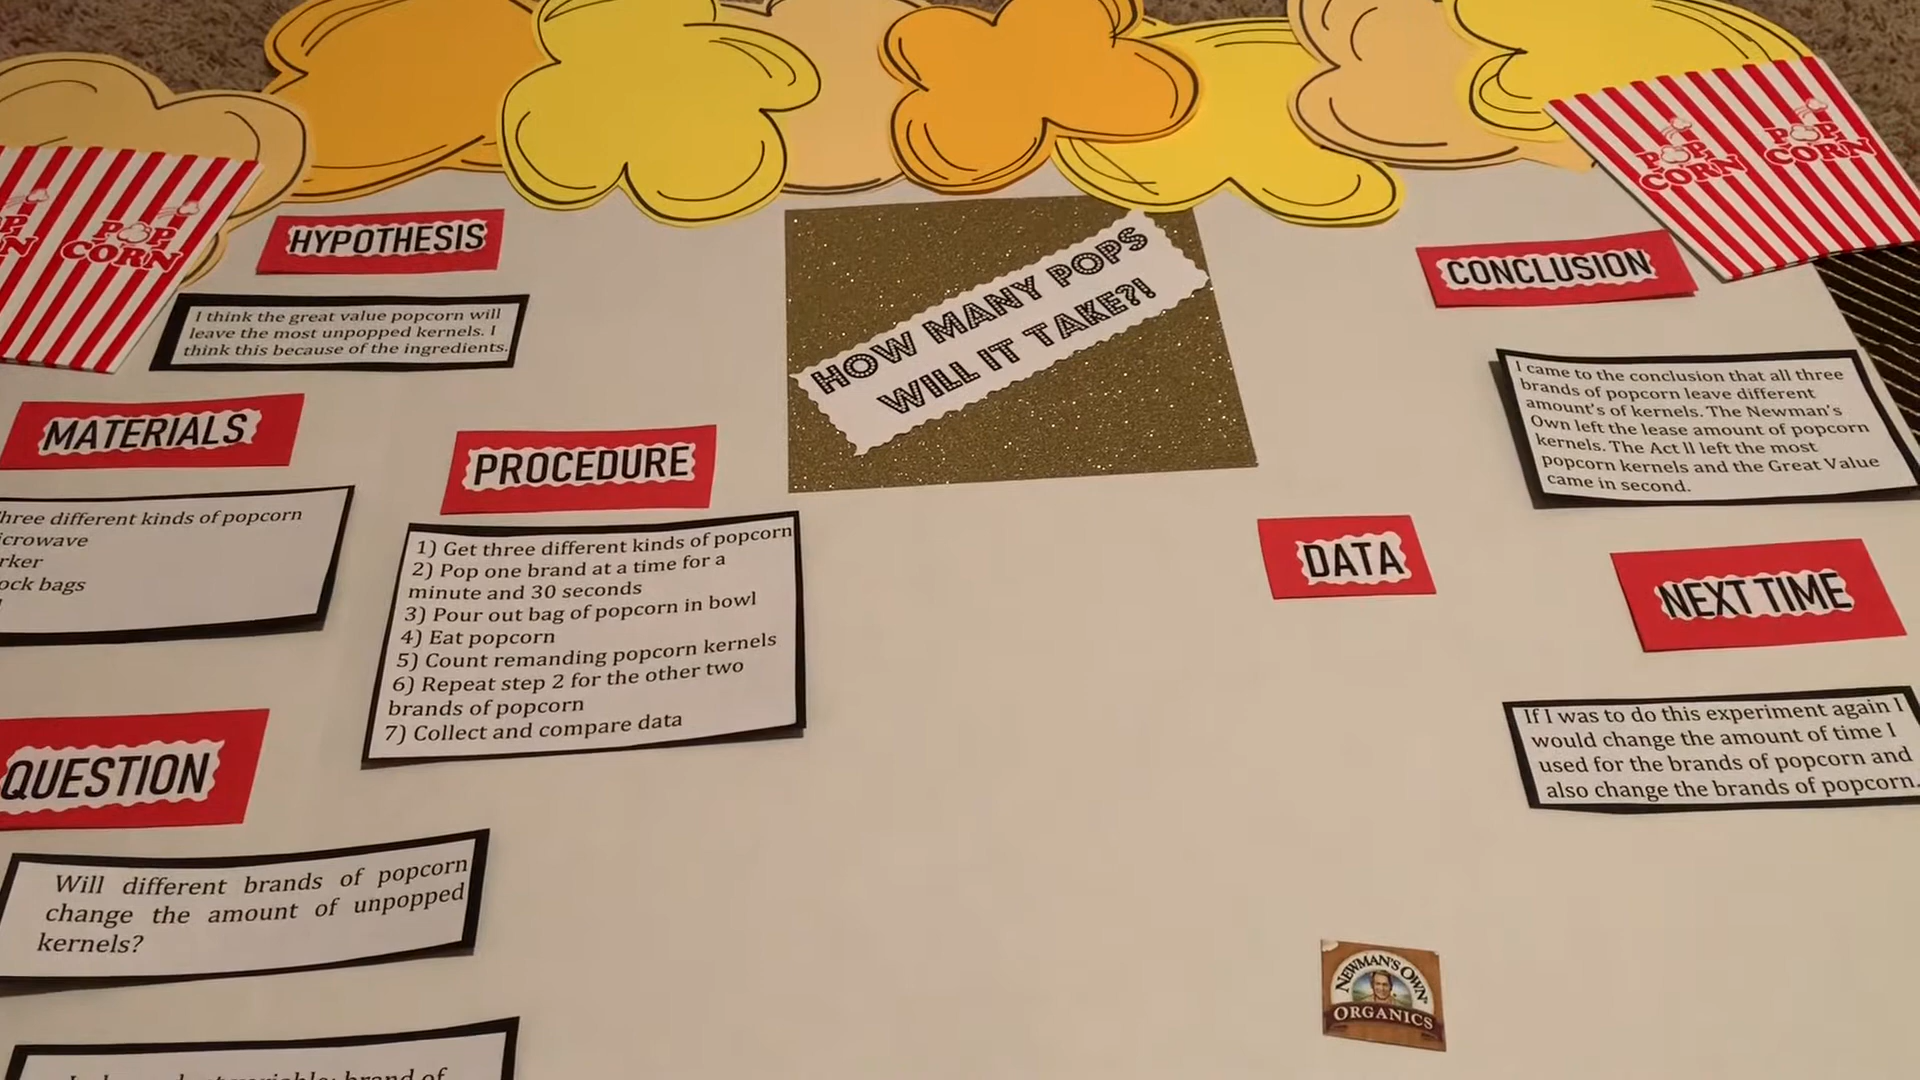 POP CORN
HYPOTHESIS
I think the great value popcorn will
leave the most unpopped kernels. I
think this because of the ingredients.
MATERIALS
three different kinds of popcorn
bags
QUESTION
Will different brands of popcorn
change the amount of unpopped
kernels?
brand of
PROCEDURE
1) Get three different kinds of popcorn
2) Pop one brand at a time for a
minute and 30 seconds
3) Pour out bag of popcorn in bowl
4) Eat popcorn
5) Count remanding popcorn kernels
6) Repeat step 2 for the other two
brands of popcorn
7) Collect and compare data
HOW MANY POPS
WILL IT TAKE?!
DATA
NEWMAN'S OWN
ORGANICS
POP CORN
POP CORN
CONCLUSION
I came to the conclusion that all three
brands of popcorn leave different
amount's of kernels. The Newman's
Own left the lease amount of popcorn
kernels. The Act ll left the most
popcorn kernels and the Great Value
came in second.
NEXT TIME
If I was to do this experiment again I
would change the amount of time I
used for the brands of popcorn and
also change the brands of popcorn.